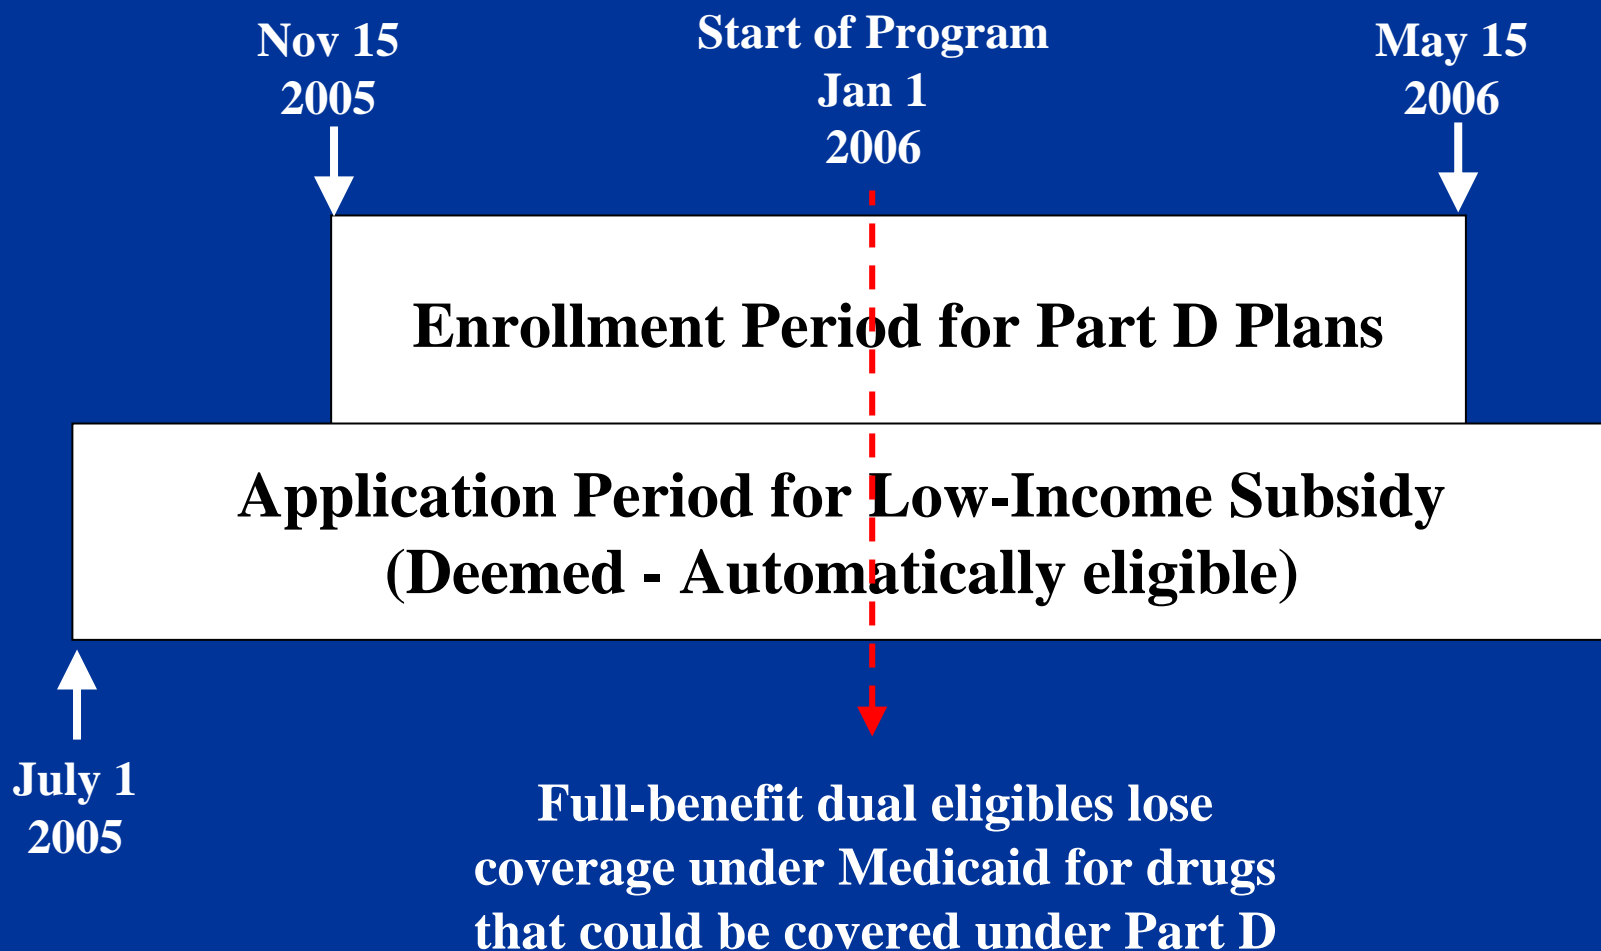 Nov 15
2005
Start of Program
Jan 1
2006
May 15
2006
Enrollment Period for Part D Plans
Application Period for Low-Income Subsidy
(Deemed - Automatically eligible)
July 1
2005
Full-benefit dual eligibles lose
coverage under Medicaid for drugs
that could be covered under Part D